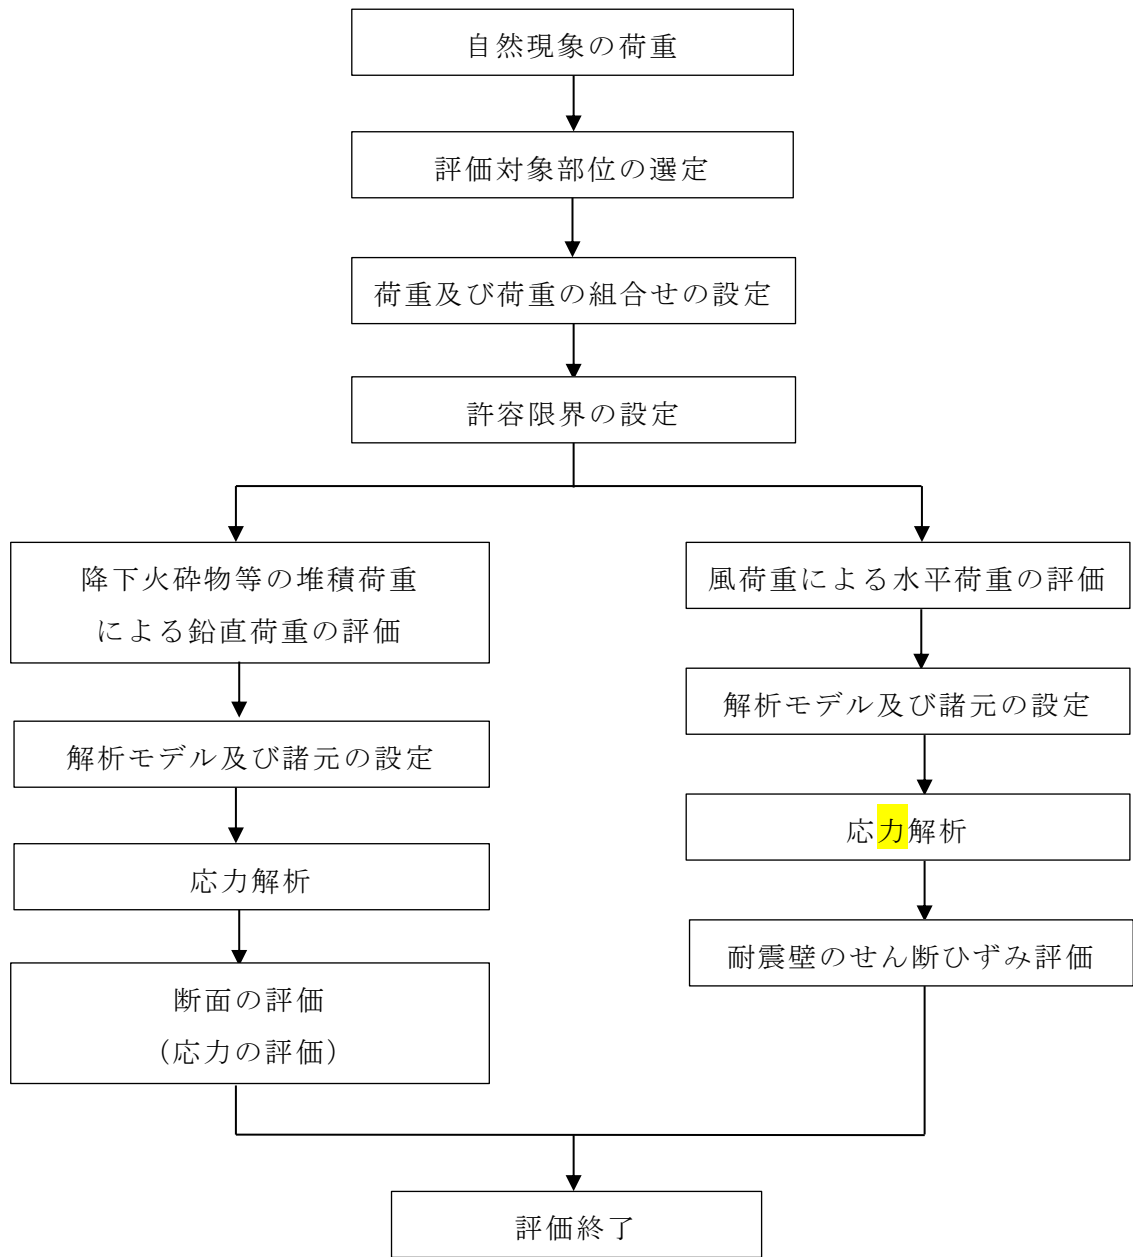 自然現象の荷重
評価対象部位の選定
荷重及び荷重の組合せの設定
許容限界の設定
降下火砕物等の堆積荷重
による鉛直荷重の評価
解析モデル及び諸元の設定
応力解析
断面の評価
（応力の評価）
風荷重による水平荷重の評価
解析モデル及び諸元の設定
応力解析
耐震壁のせん断ひずみ評価
評価終了